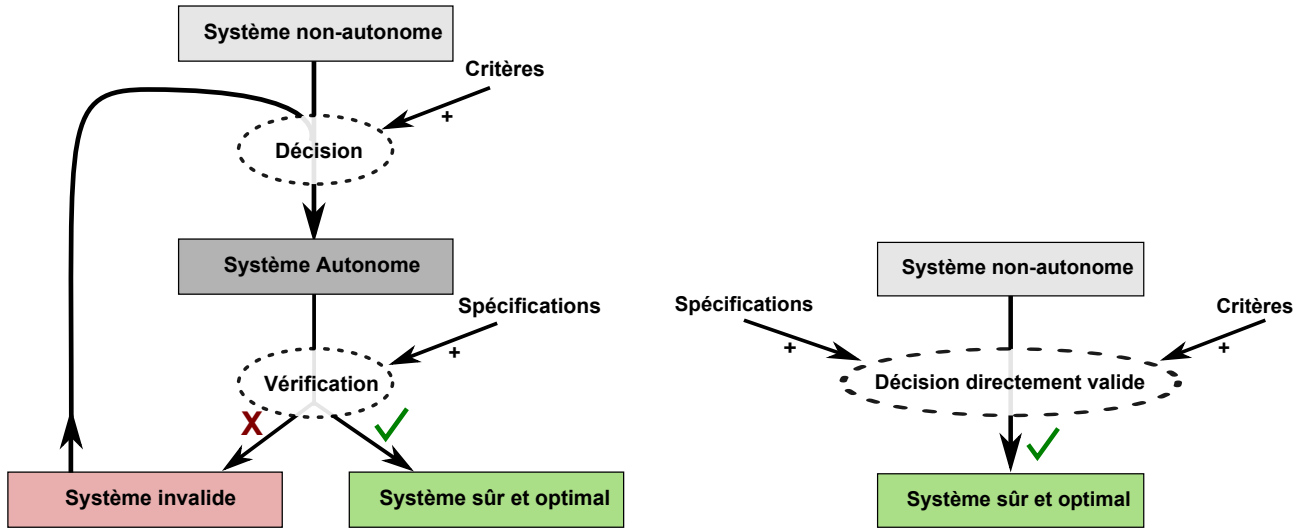 Système non-autonome
Critères
+
Décision
Système Autonome
Spécifications
+
Vérification
X
Système invalide
Système sûr et optimal
Système non-autonome
Spécifications
+
Critères
+
Décision directement valide
Système sûr et optimal